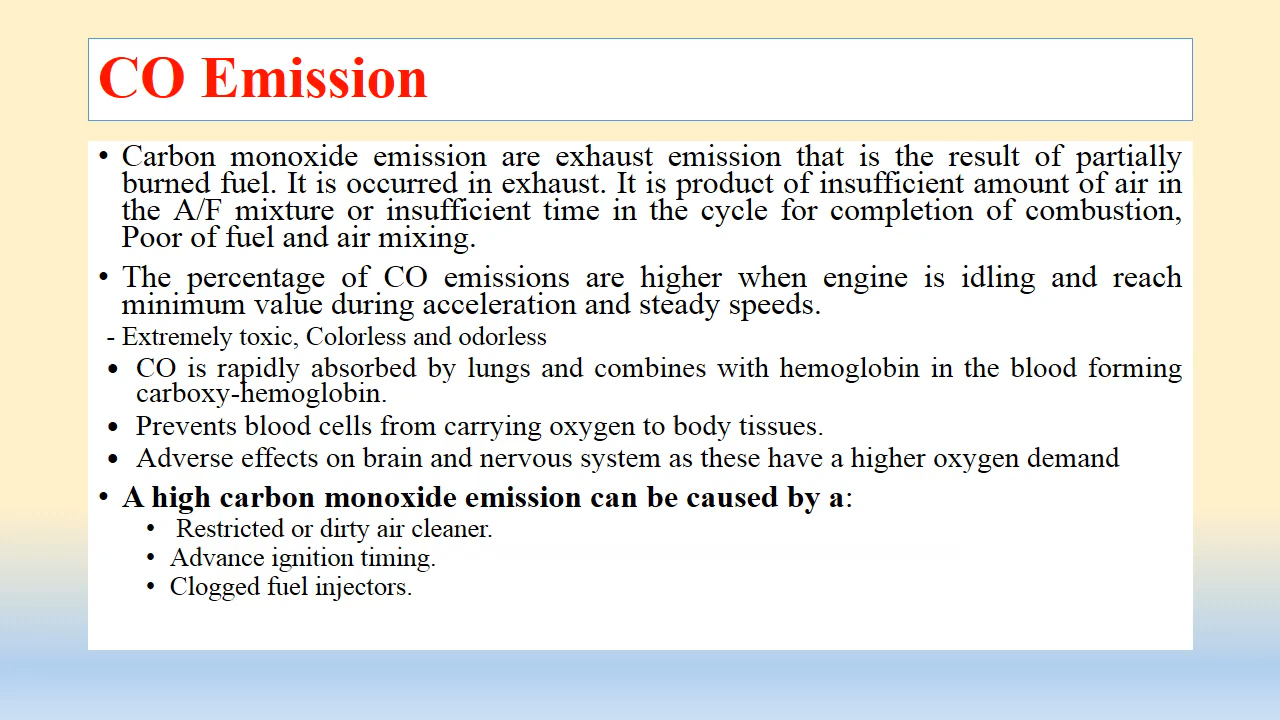 CO Emission
• Carbon monoxide emission are exhaust emission that is the result of partially
burned fuel. It is occurred in exhaust. It is product of insufficient amount of air in
the A/F mixture or insufficient time in the cycle for completion of combustion,
Poor of fuel and air mixing.
• The percentage of CO emissions are higher when engine is idling and reach
minimum value during acceleration and steady speeds.
- Extremely toxic, Colorless and odorless
• CO is rapidly absorbed by lungs and combines with hemoglobin in the blood forming
carboxy-hemoglobin.
• Prevents blood cells from carrying oxygen to body tissues.
• Adverse effects on brain and nervous system as these have a higher oxygen demand
• A high carbon monoxide emission can be caused by a:
• Restricted or dirty air cleaner.
• Advance ignition timing.
• Clogged fuel injectors.